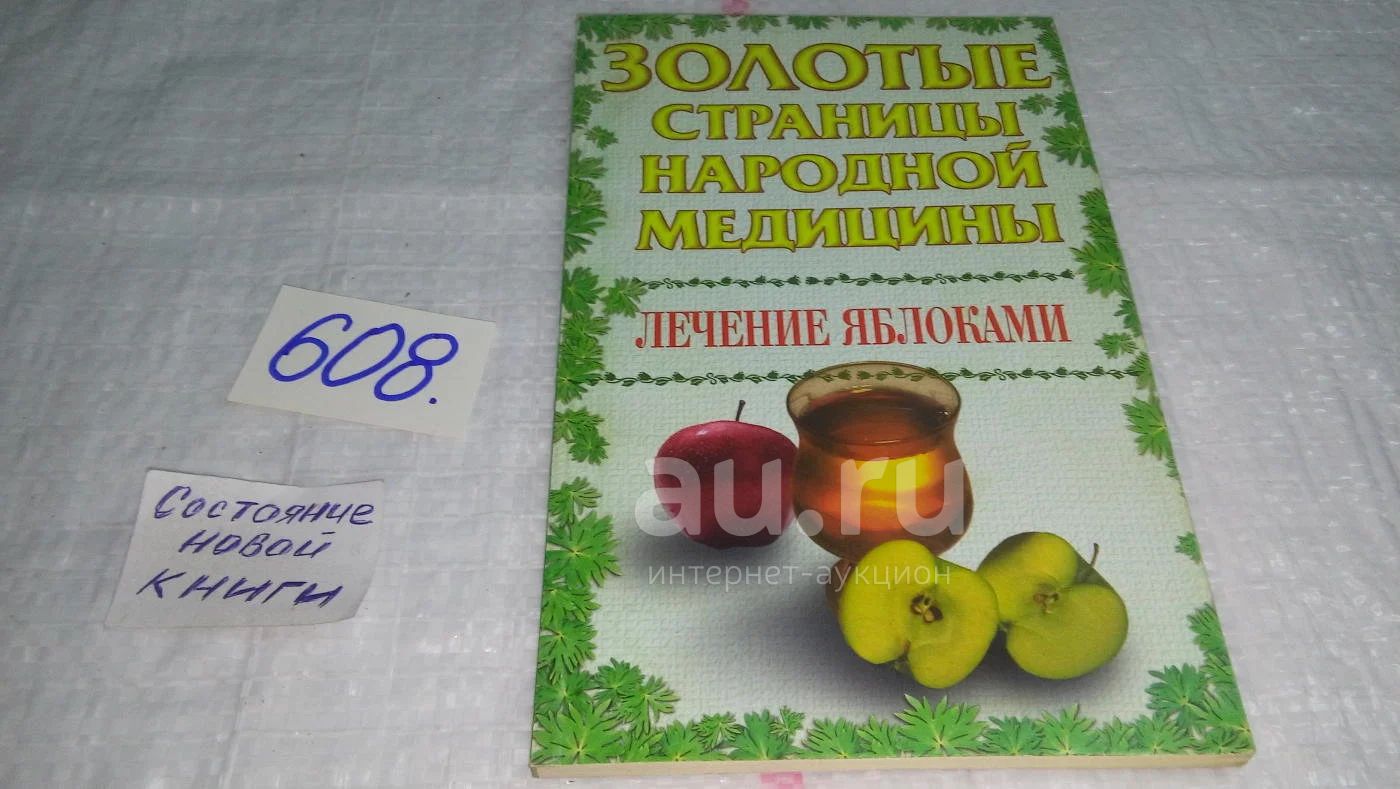 ЗОЛОТЫЕ
СТРАНИЦЫ
НАРОДНОЙ
МЕДИЦИНЫ
ЛЕЧЕНИЕ ЯБЛОКАМИ
608.
Состояние
новой
книги
au.ru
интернет-аукцион